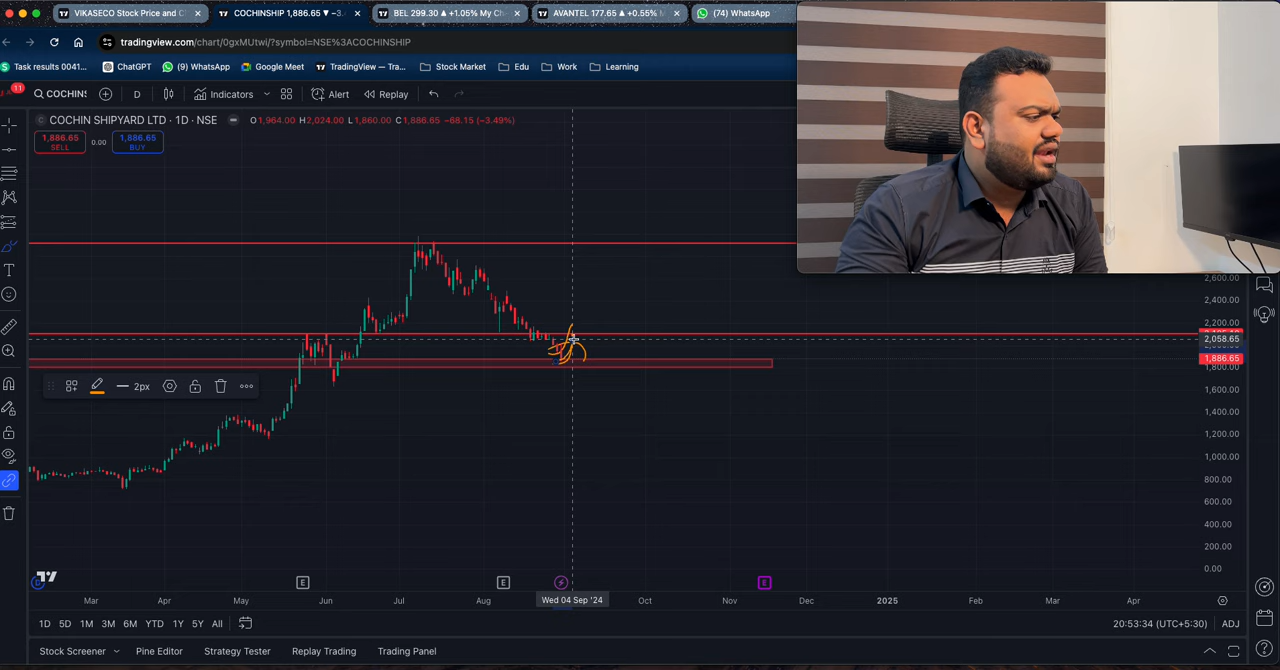 VIKASECO Stock Price and C
COCHINSHIP 1,886.65 ▼ −3.
BEL 299.30 ▲ +1.05% My Ch
AVANTEL 177.65 ▲ +0.55%
(74) WhatsApp
tradingview.com/chart/0gxMUtwi/?symbol=NSE%3ACOCHINSHIP
Task results 0041...
ChatGPT
(9) WhatsApp
Google Meet
TradingView — Tra...
Stock Market
Edu
Work
Learning
11
COCHINS
D
Indicators
Alert
Replay
COCHIN SHIPYARD LTD · 1D · NSE
O1,964.00 H2,024.00 L1,860.00 C1,886.65 −68.15 (−3.49%)
1,886.65
SELL
0.00
1,886.65
BUY
2,600.00
2,400.00
2,200.00
2,058.65
1,886.65
1,800.00
1,600.00
1,400.00
1,200.00
1,000.00
800.00
600.00
400.00
200.00
0.00
2px
E
E
E
Mar
Apr
May
Jun
Jul
Aug
Wed 04 Sep '24
Oct
Nov
Dec
2025
Feb
Mar
Apr
1D 5D 1M 3M 6M YTD 1Y 5Y All
20:53:34 (UTC+5:30)
ADJ
Stock Screener
Pine Editor
Strategy Tester
Replay Trading
Trading Panel